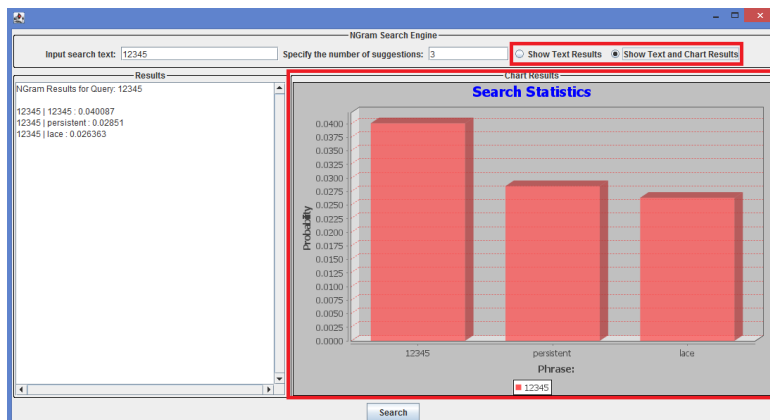 NGram Search Engine
Input search text: 12345 Specify the number of suggestions: 3 Show Text Results Show Text and Chart Results
Results
NGram Results for Query: 12345
12345 | 12345 : 0.040087
12345 | persistent : 0.02851
12345 | lace : 0.026363
Chart Results
Search Statistics
0.0400
0.0375
0.0350
0.0325
0.0300
0.0275
0.0250
0.0225
0.0200
0.0175
0.0150
0.0125
0.0100
0.0075
0.0050
0.0025
0.0000
Probability
12345 persistent lace
Phrase:
12345
Search